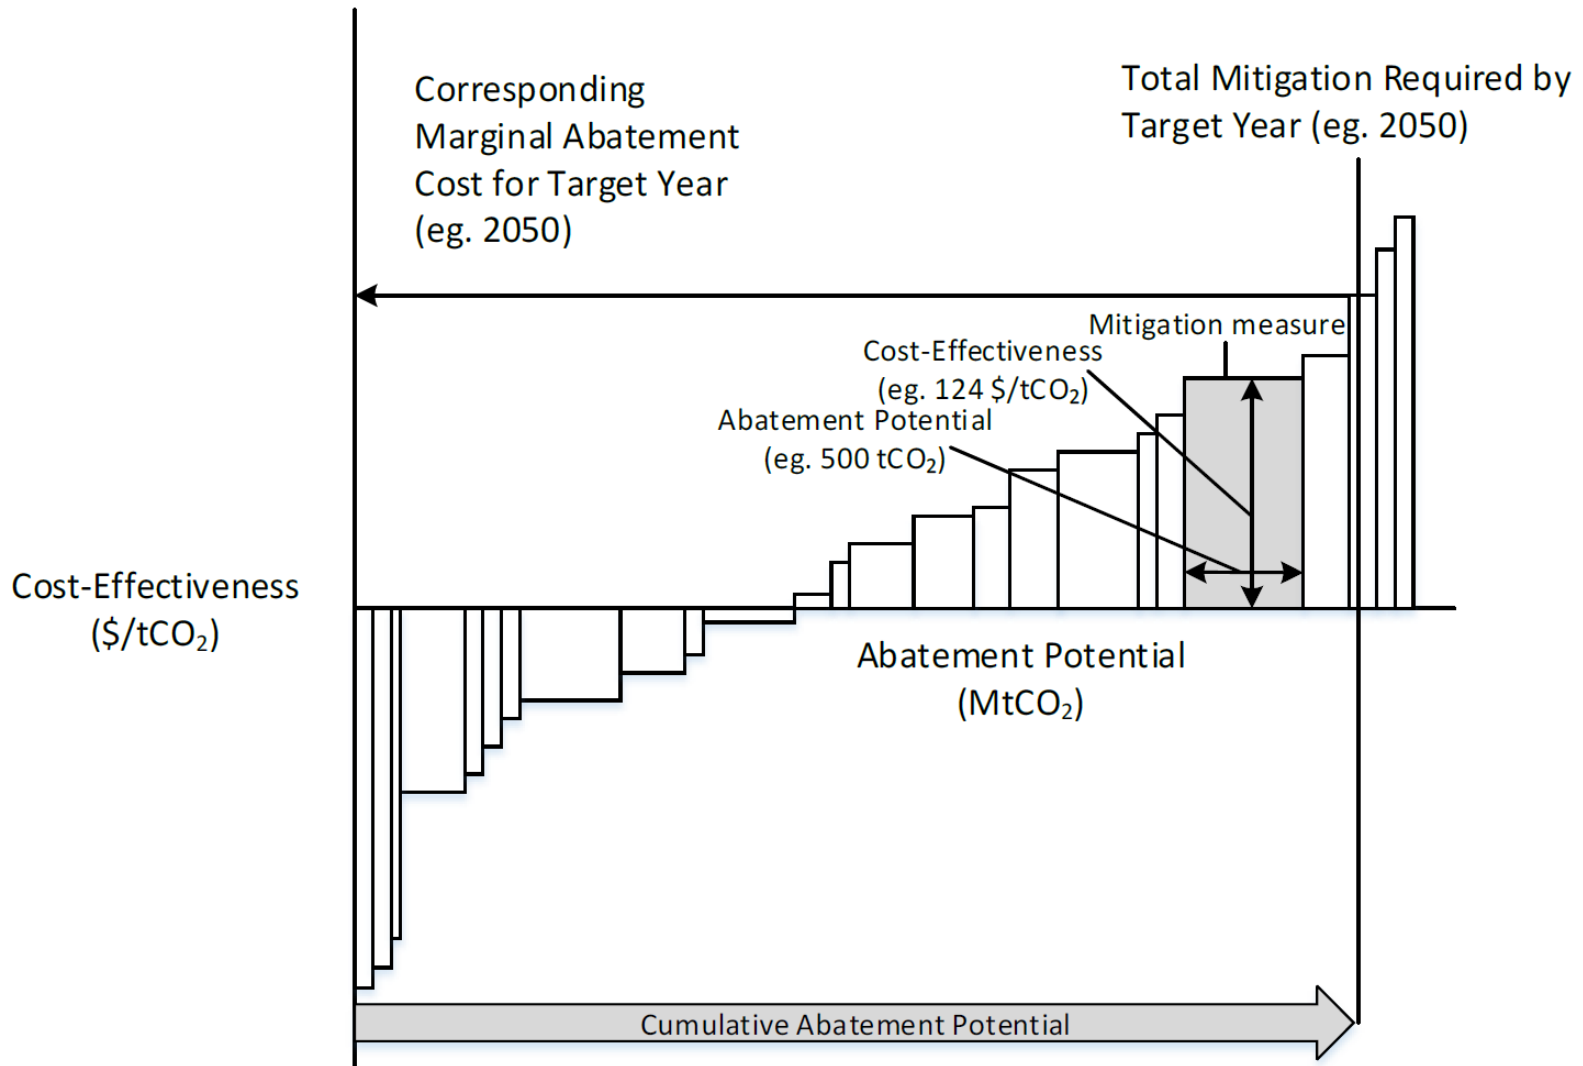 Corresponding
Marginal Abatement
Cost for Target Year
(eg. 2050)
Total Mitigation Required by
Target Year (eg. 2050)
Mitigation measure
Cost-Effectiveness
(eg. 124 $/tCO₂)
Abatement Potential
(eg. 500 tCO₂)
Cost-Effectiveness
($/tCO₂)
Abatement Potential
(MtCO₂)
Cumulative Abatement Potential